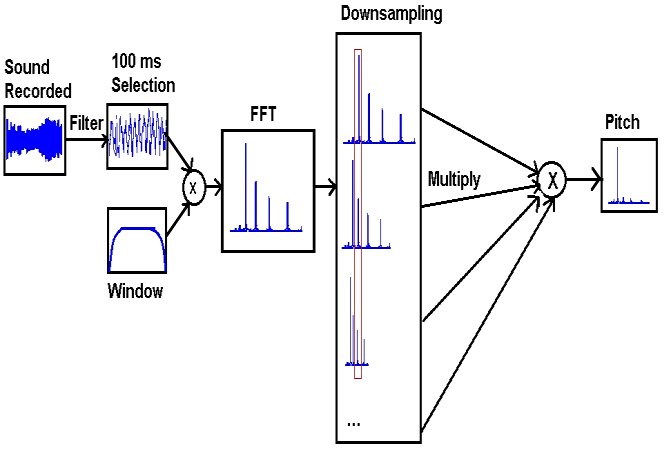 Downsampling
Sound
Recorded
100 ms
Selection
Filter
FFT
Pitch
X
Multiply
X
Window
...